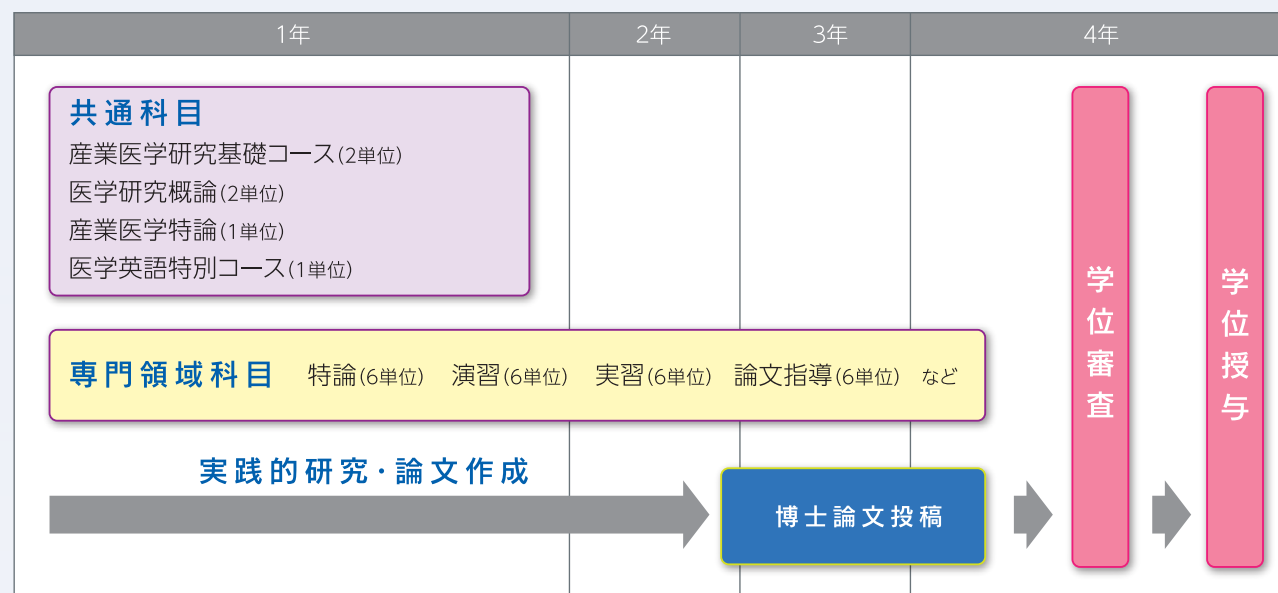 1年 2年 3年 4年
共通科目
産業医学研究基礎コース(2単位)
医学研究概論(2単位)
産業医学特論(1単位)
医学英語特別コース(1単位)
専門領域科目 特論(6単位) 演習(6単位) 実習(6単位) 論文指導(6単位) など
実践的研究・論文作成
博士論文投稿
学位審査
学位授与